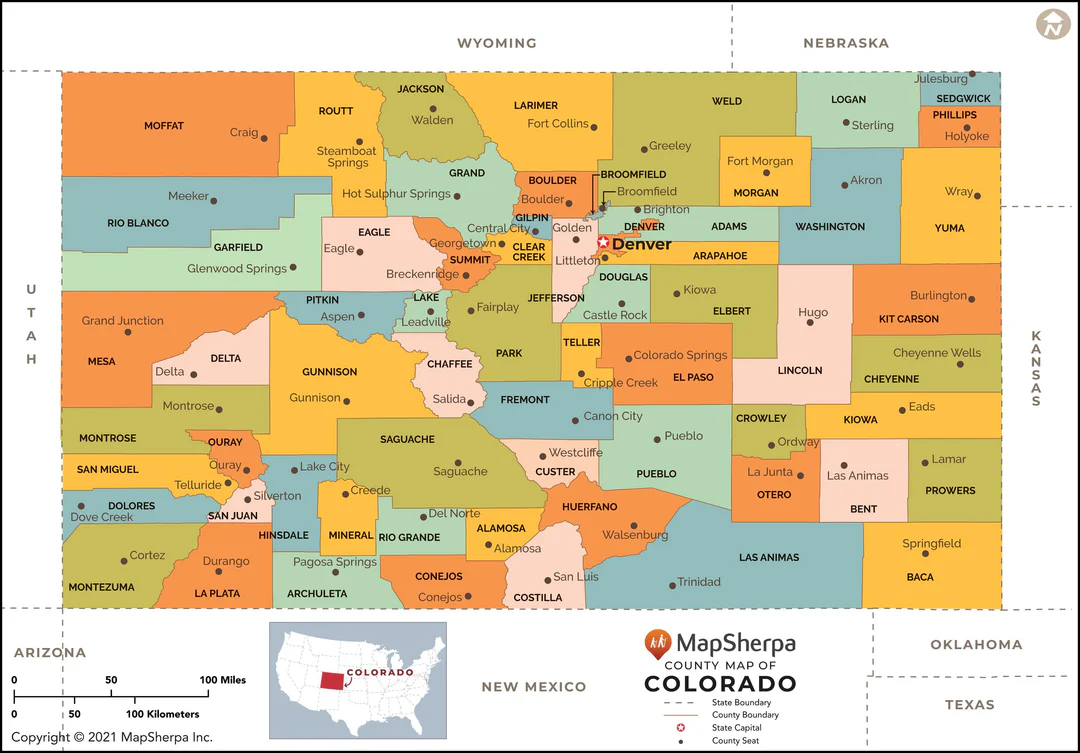 WYOMING
NEBRASKA
N
Julesburg
JACKSON
LARIMER
WELD
LOGAN
SEDGWICK
MOFFAT
ROUTT
Walden
Fort Collins
PHILLIPS
Craig
Sterling
Holyoke
Steamboat
Springs
Greeley
Fort Morgan
GRAND
BOULDER
BROOMFIELD
Akron
Meeker
Hot Sulphur Springs
Boulder
Broomfield
MORGAN
Wray
RIO BLANCO
GILPIN
Brighton
EAGLE
Central City
Golden
DENVER
ADAMS
WASHINGTON
YUMA
GARFIELD
Eagle
Georgetown
CLEAR
CREEK
Denver
SUMMIT
Littleton
ARAPAHOE
Glenwood Springs
Breckenridge
DOUGLAS
UTAH
PITKIN
LAKE
JEFFERSON
Kiowa
Burlington
Grand Junction
Aspen
Leadville
Fairplay
Castle Rock
ELBERT
Hugo
KIT CARSON
MESA
DELTA
CHAFFEE
PARK
TELLER
Colorado Springs
Cheyenne Wells
KANSAS
Delta
GUNNISON
Cripple Creek
EL PASO
LINCOLN
CHEYENNE
Montrose
Gunnison
Salida
FREMONT
Canon City
Eads
MONTROSE
OURAY
SAGUACHE
Pueblo
CROWLEY
KIOWA
Ordway
SAN MIGUEL
Ouray
Lake City
Saguache
Westcliffe
CUSTER
PUEBLO
La Junta
Las Animas
Lamar
Telluride
Silverton
Creede
OTERO
PROWERS
DOLORES
Dove Creek
SAN JUAN
Del Norte
HUERFANO
BENT
HINSDALE
MINERAL
RIO GRANDE
ALAMOSA
Walsenburg
Cortez
Alamosa
LAS ANIMAS
Springfield
Durango
Pagosa Springs
CONEJOS
San Luis
Trinidad
BACA
MONTEZUMA
LA PLATA
ARCHULETA
Conejos
COSTILLA
ARIZONA
NEW MEXICO
OKLAHOMA
TEXAS
0 50 100 Miles
0 50 100 Kilometers
Copyright © 2021 MapSherpa Inc.
COLORADO
MapSherpa
COUNTY MAP OF
COLORADO
State Boundary
County Boundary
State Capital
County Seat